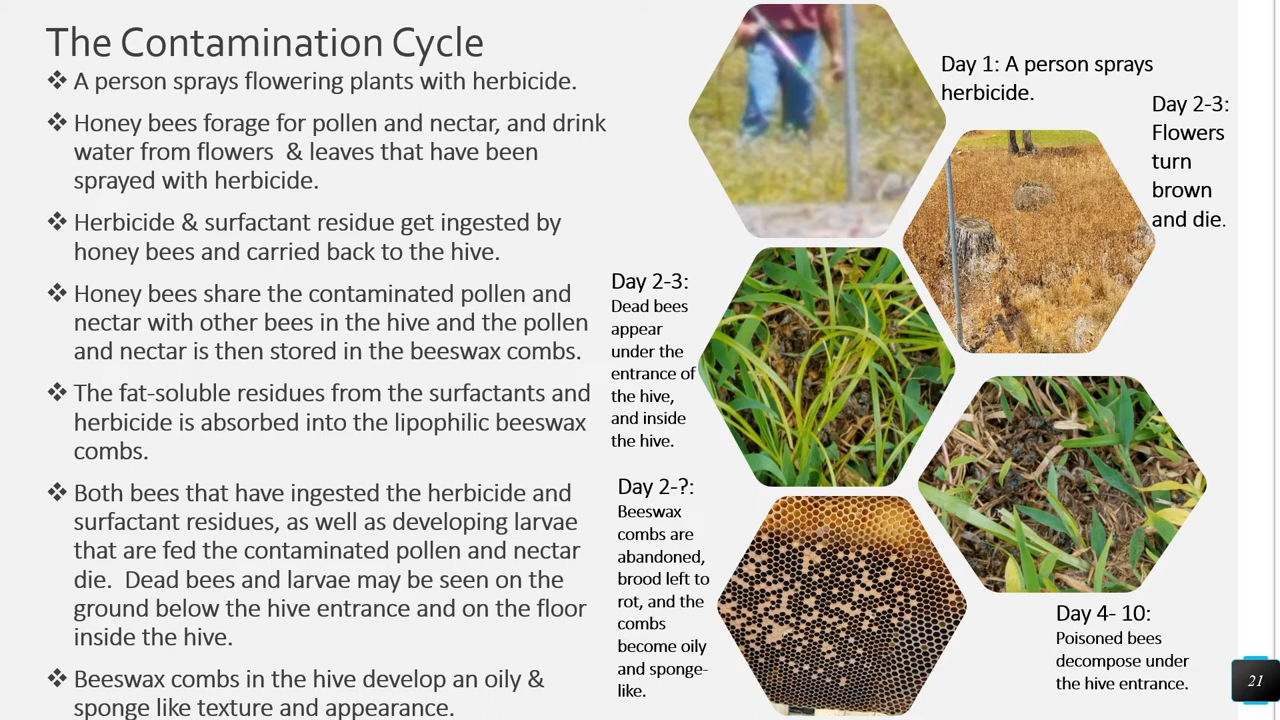 The Contamination Cycle
❖ A person sprays flowering plants with herbicide.
❖ Honey bees forage for pollen and nectar, and drink
water from flowers & leaves that have been
sprayed with herbicide.
❖ Herbicide & surfactant residue get ingested by
honey bees and carried back to the hive.
❖ Honey bees share the contaminated pollen and
nectar with other bees in the hive and the pollen
and nectar is then stored in the beeswax combs.
❖ The fat-soluble residues from the surfactants and
herbicide is absorbed into the lipophilic beeswax
combs.
❖ Both bees that have ingested the herbicide and
surfactant residues, as well as developing larvae
that are fed the contaminated pollen and nectar
die. Dead bees and larvae may be seen on the
ground below the hive entrance and on the floor
inside the hive.
❖ Beeswax combs in the hive develop an oily &
sponge like texture and appearance.
Day 1: A person sprays
herbicide.
Day 2-3:
Flowers
turn
brown
and die.
Day 2-3:
Dead bees
appear
under the
entrance of
the hive,
and inside
the hive.
Day 2-?:
Beeswax
combs are
abandoned,
brood left to
rot, and the
combs
become oily
and sponge-
like.
Day 4- 10:
Poisoned bees
decompose under
the hive entrance.
21